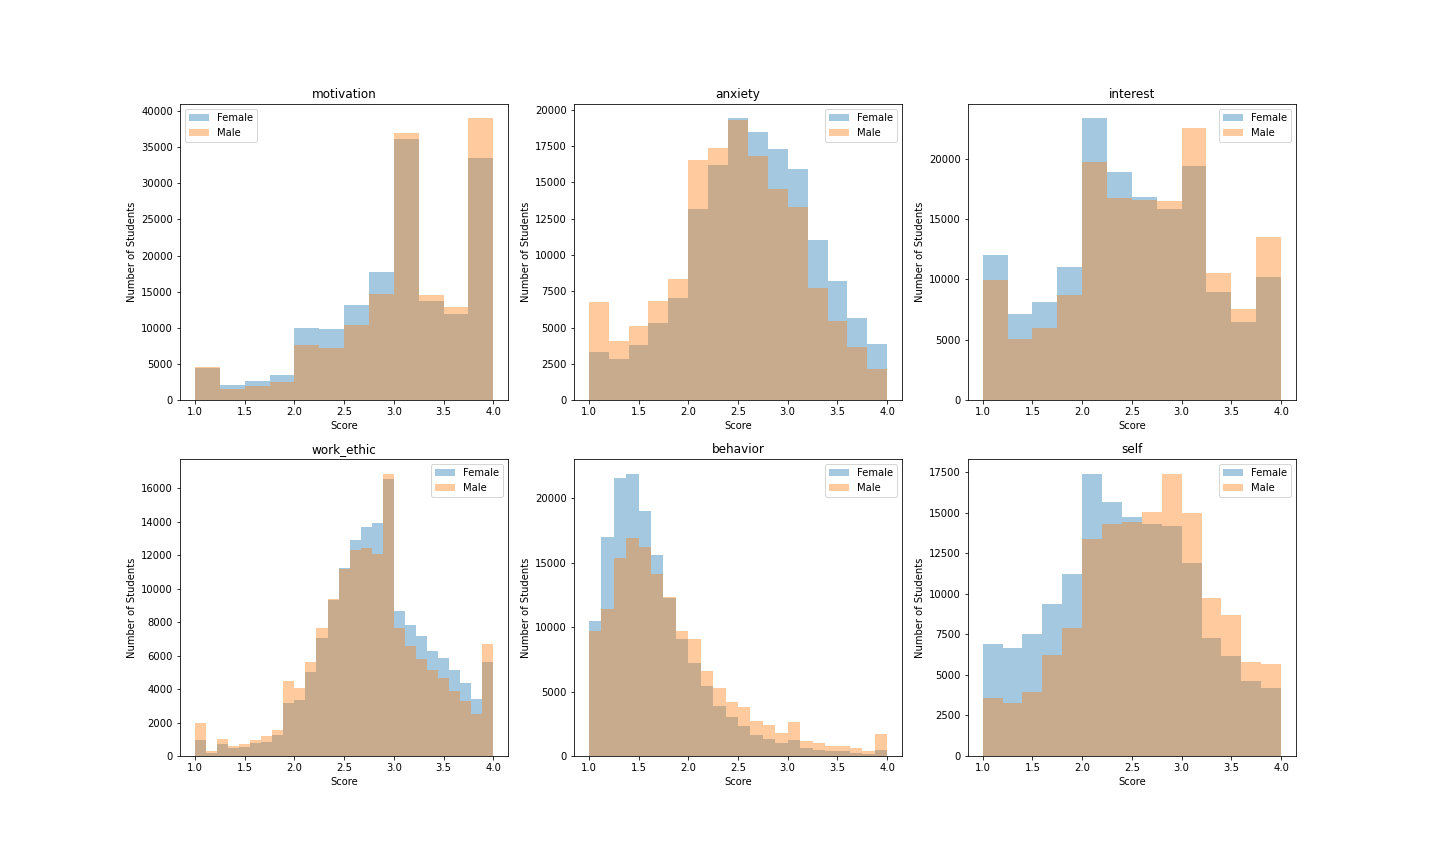 motivation
40000
35000
30000
25000
20000
15000
10000
5000
0
Number of Students
Female
Male
1.0 1.5 2.0 2.5 3.0 3.5 4.0
Score
anxiety
20000
17500
15000
12500
10000
7500
5000
2500
0
Number of Students
Female
Male
1.0 1.5 2.0 2.5 3.0 3.5 4.0
Score
interest
20000
15000
10000
5000
0
Number of Students
Female
Male
1.0 1.5 2.0 2.5 3.0 3.5 4.0
Score
work_ethic
16000
14000
12000
10000
8000
6000
4000
2000
0
Number of Students
Female
Male
1.0 1.5 2.0 2.5 3.0 3.5 4.0
Score
behavior
20000
15000
10000
5000
0
Number of Students
Female
Male
1.0 1.5 2.0 2.5 3.0 3.5 4.0
Score
self
17500
15000
12500
10000
7500
5000
2500
0
Number of Students
Female
Male
1.0 1.5 2.0 2.5 3.0 3.5 4.0
Score